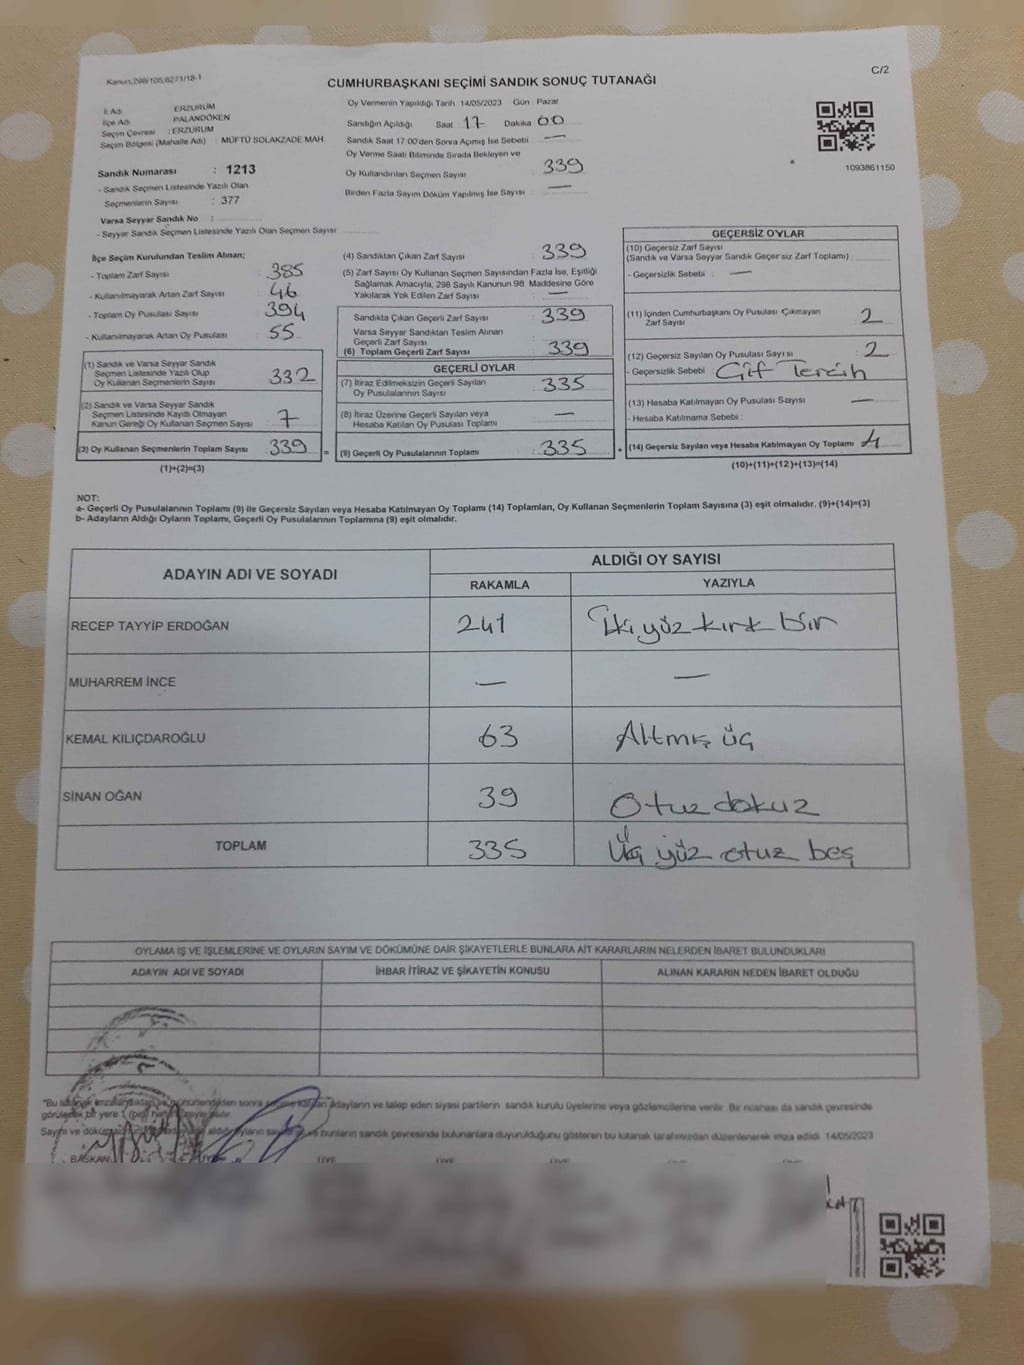 Kanun:298/105,6271/18-1
CUMHURBAŞKANI SEÇİMİ SANDIK SONUÇ TUTANAĞI
C/2
İl Adı : ERZURUM
İlçe Adı : PALANDÖKEN
Seçim Çevresi : ERZURUM
Seçim Bölgesi (Mahalle Adı) : MÜFTÜ SOLAKZADE MAH.
Sandık Numarası : 1213
- Sandık Seçmen Listesinde Yazılı Olan
Seçmenlerin Sayısı : 377
Varsa Seyyar Sandık No :
- Seyyar Sandık Seçmen Listesinde Yazılı Olan Seçmen Sayısı
Oy Vermenin Yapıldığı Tarih 14/05/2023 Gün Pazar
Sandığın Açıldığı Saat 17 Dakika 00
Sandık Saat 17:00'den Sonra Açımış İse Sebebi —
Oy Verme Saati Bitiminde Sırada Bekleyen ve
Oy Kullandırılan Seçmen Sayısı 339
Birden Fazla Sayım Döküm Yapılmış İse Sayısı —
1093861150
İlçe Seçim Kurulundan Teslim Alınan;
- Toplam Zarf Sayısı 385
- Kullanılmayarak Artan Zarf Sayısı 46
- Toplam Oy Pusulası Sayısı 394
- Kullanılmayarak Artan Oy Pusulası 55
(1) Sandık ve Varsa Seyyar Sandık
Seçmen Listesinde Yazılı Olup
Oy Kullanan Seçmenlerin Sayısı 332
(2) Sandık ve Varsa Seyyar Sandık
Seçmen Listesinde Kayıtlı Olmayan
Kanun Gereği Oy Kullanan Seçmen Sayısı 7
(3) Oy Kullanan Seçmenlerin Toplam Sayısı 339
(1)+(2)=(3)
(4) Sandıktan Çıkan Zarf Sayısı 339
(5) Zarf Sayısı Oy Kullanan Seçmen Sayısından Fazla İse, Eşitliği
Sağlamak Amacıyla; 298 Sayılı Kanunun 98. Maddesine Göre
Yakılarak Yok Edilen Zarf Sayısı —
Sandıkta Çıkan Geçerli Zarf Sayısı 339
Varsa Seyyar Sandıktan Teslim Alınan
Geçerli Zarf Sayısı
(6) Toplam Geçerli Zarf Sayısı 339
GEÇERLİ OYLAR
(7) İtiraz Edilmeksizin Geçerli Sayılan
Oy Pusulalarının Sayısı 335
(8) İtiraz Üzerine Geçerli Sayılan veya
Hesaba Katılan Oy Pusulası Toplamı —
= (9) Geçerli Oy Pusulalarının Toplamı : 335 +
GEÇERSİZ OYLAR
(10) Geçersiz Zarf Sayısı
(Sandık ve Varsa Seyyar Sandık Geçersiz Zarf Toplamı) :
- Geçersizlik Sebebi : —
(11) İçinden Cumhurbaşkanı Oy Pusulası Çıkmayan
Zarf Sayısı 2
(12) Geçersiz Sayılan Oy Pusulası Sayısı 2
- Geçersizlik Sebebi : Çift Tercih
(13) Hesaba Katılmayan Oy Pusulası Sayısı —
- Hesaba Katılmama Sebebi :
(14) Geçersiz Sayılan veya Hesaba Katılmayan Oy Toplamı 4
(10)+(11)+(12)+(13)=(14)
NOT:
a- Geçerli Oy Pusulalarının Toplamı (9) ile Geçersiz Sayılan veya Hesaba Katılmayan Oy Toplamı (14) Toplamları, Oy Kullanan Seçmenlerin Toplam Sayısına (3) eşit olmalıdır. (9)+(14)=(3)
b- Adayların Aldığı Oyların Toplamı, Geçerli Oy Pusulalarının Toplamına (9) eşit olmalıdır.
ADAYIN ADI VE SOYADI
ALDIĞI OY SAYISI
RAKAMLA YAZIYLA
RECEP TAYYİP ERDOĞAN 241 İki yüz kırk bir
MUHARREM İNCE — —
KEMAL KILIÇDAROĞLU 63 Altmış üç
SİNAN OĞAN 39 Otuz dokuz
TOPLAM 335 Üç yüz otuz beş
OYLAMA İŞ VE İŞLEMLERİNE VE OYLARIN SAYIM VE DÖKÜMÜNE DAİR ŞİKAYETLERLE BUNLARA AİT KARARLARIN NELERDEN İBARET BULUNDUKLARI
ADAYIN ADI VE SOYADI İHBAR İTİRAZ VE ŞİKAYETİN KONUSU ALINAN KARARIN NEDEN İBARET OLDUĞU
"Bu tutanak imzalandıktan ve mühürlendikten sonra adayların ve talep eden siyasi partilerin sandık kurulu üyelerine veya gözlemcilerine verilir. Bir nüshası da sandık çevresinde
görülecek bir yere 1 (bir)
Sayım ve aldığı oyların bunların sandık çevresinde bulunanlara duyurulduğunu gösteren bu tutanak tarafımızdan düzenlenerek imza edildi. 14/05/2023
BAŞKAN ÜYE ÜYE ÜYE ÜYE ÜYE ÜYE